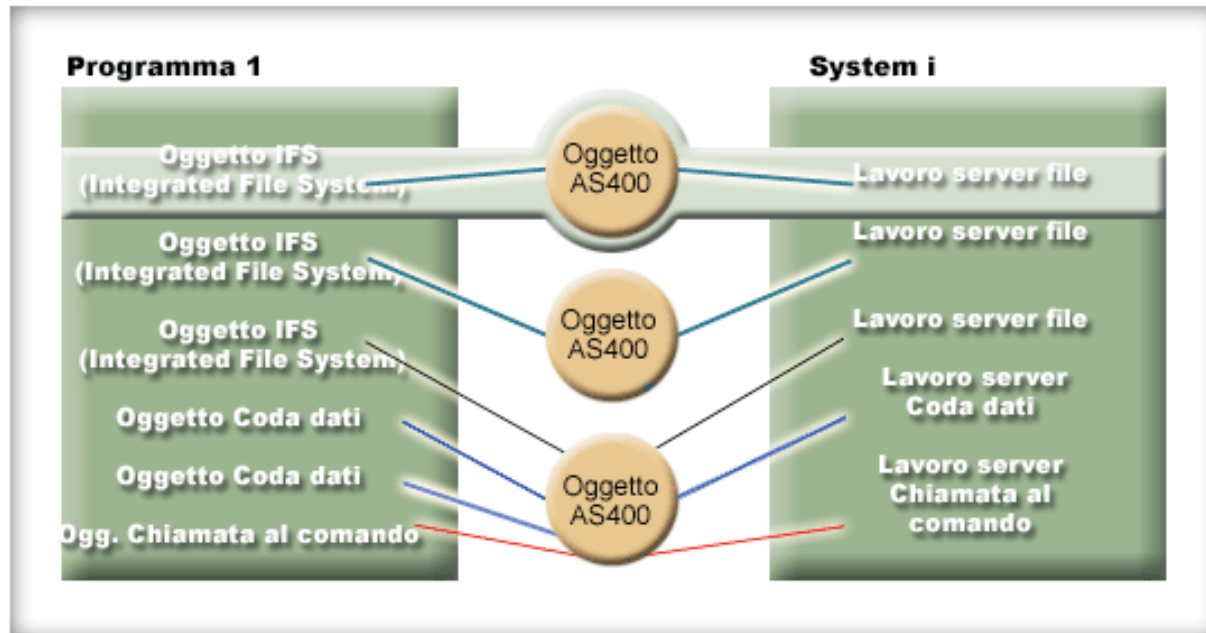 Programma 1
System i
Oggetto IFS
(Integrated File System)
Oggetto
AS400
Lavoro server file
Oggetto IFS
(Integrated File System)
Oggetto
AS400
Lavoro server file
Oggetto IFS
(Integrated File System)
Lavoro server file
Oggetto Coda dati
Oggetto Coda dati
Ogg. Chiamata al comando
Oggetto
AS400
Lavoro server
Coda dati
Lavoro server
Chiamata al
comando